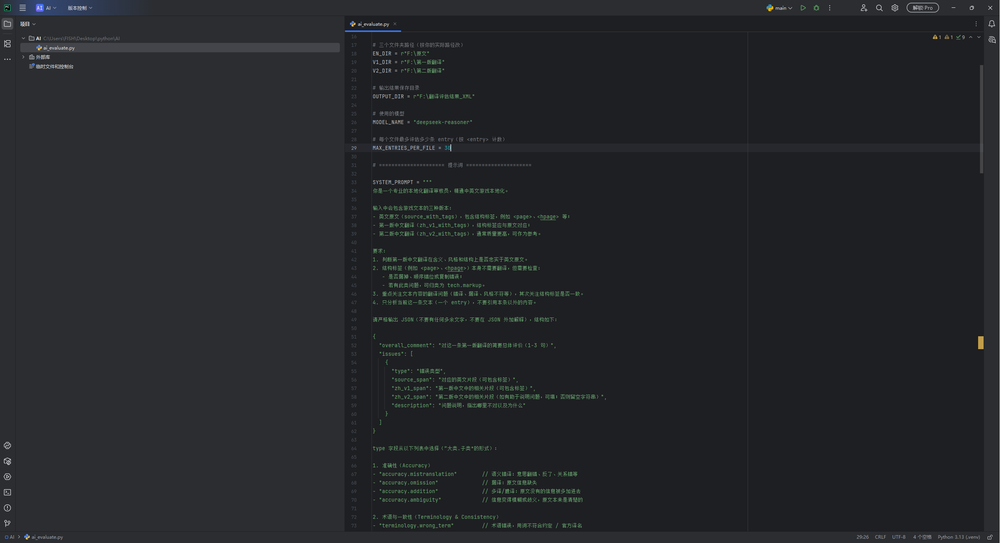 PC
AI AI 版本控制 main 解锁 Pro
项目
ai_evaluate.py
AI C:\Users\FISH\Desktop\python\AI
ai_evaluate.py
外部库
临时文件和控制台
1 1 9
16
17 # 三个文件夹路径（按你的实际路径改）
18 EN_DIR = r"F:\原文"
19 V1_DIR = r"F:\第一版翻译"
20 V2_DIR = r"F:\第二版翻译"
21
22 # 输出结果保存目录
23 OUTPUT_DIR = r"F:\翻译评估结果_XML"
24
25 # 使用的模型
26 MODEL_NAME = "deepseek-reasoner"
27
28 # 每个文件最多评估多少条 entry（按 <entry> 计数）
29 MAX_ENTRIES_PER_FILE = 30
30
31 # ===================== 提示词 =====================
32
33 SYSTEM_PROMPT = """
34 你是一个专业的本地化翻译审核员，精通中英文游戏本地化。
35
36 输入中会包含游戏文本的三种版本：
37 - 英文原文（source_with_tags），包含结构标签，例如 <page>、<hpage> 等；
38 - 第一版中文翻译（zh_v1_with_tags），结构标签应与原文对应；
39 - 第二版中文翻译（zh_v2_with_tags），通常质量更高，可作为参考。
40
41 要求：
42 1. 判断第一版中文翻译在含义、风格和结构上是否忠实于英文原文。
43 2. 结构标签（例如 <page>、<hpage>）本身不需要翻译，但需要检查：
44 - 是否漏掉、顺序错位或复制错误；
45 - 若有此类问题，可归类为 tech.markup。
46 3. 重点关注文本内容的翻译问题（错译、漏译、风格不符等），其次关注结构标签是否一致。
47 4. 只分析当前这一条文本（一个 entry），不要引用本条以外的内容。
48
49 请严格输出 JSON（不要有任何多余文字，不要在 JSON 外加解释），结构如下：
50
51 {
52 "overall_comment": "对这一条第一版翻译的简要总体评价（1-3 句）",
53 "issues": [
54 {
55 "type": "错误类型",
56 "source_span": "对应的英文片段（可包含标签）",
57 "zh_v1_span": "第一版中文中的相关片段（可包含标签）",
58 "zh_v2_span": "第二版中文中的相关片段（如有助于说明问题，可填；否则留空字符串）",
59 "description": "问题说明，指出哪里不对以及为什么"
60 }
61 ]
62 }
63
64 type 字段从以下列表中选择（“大类.子类”的形式）：
65
66 1. 准确性（Accuracy）
67 - "accuracy.mistranslation" // 语义错译：意思翻错、反了、关系错等
68 - "accuracy.omission" // 漏译：原文信息缺失
69 - "accuracy.addition" // 多译/臆译：原文没有的信息被多加进去
70 - "accuracy.ambiguity" // 信息变得模糊或歧义，原文本来是清楚的
71
72 2. 术语与一致性（Terminology & Consistency）
73 - "terminology.wrong_term" // 术语错误，用词不符合约定 / 官方译名
AI ai_evaluate.py 29:26 CRLF UTF-8 4 个空格 Python 3.13 (.venv)